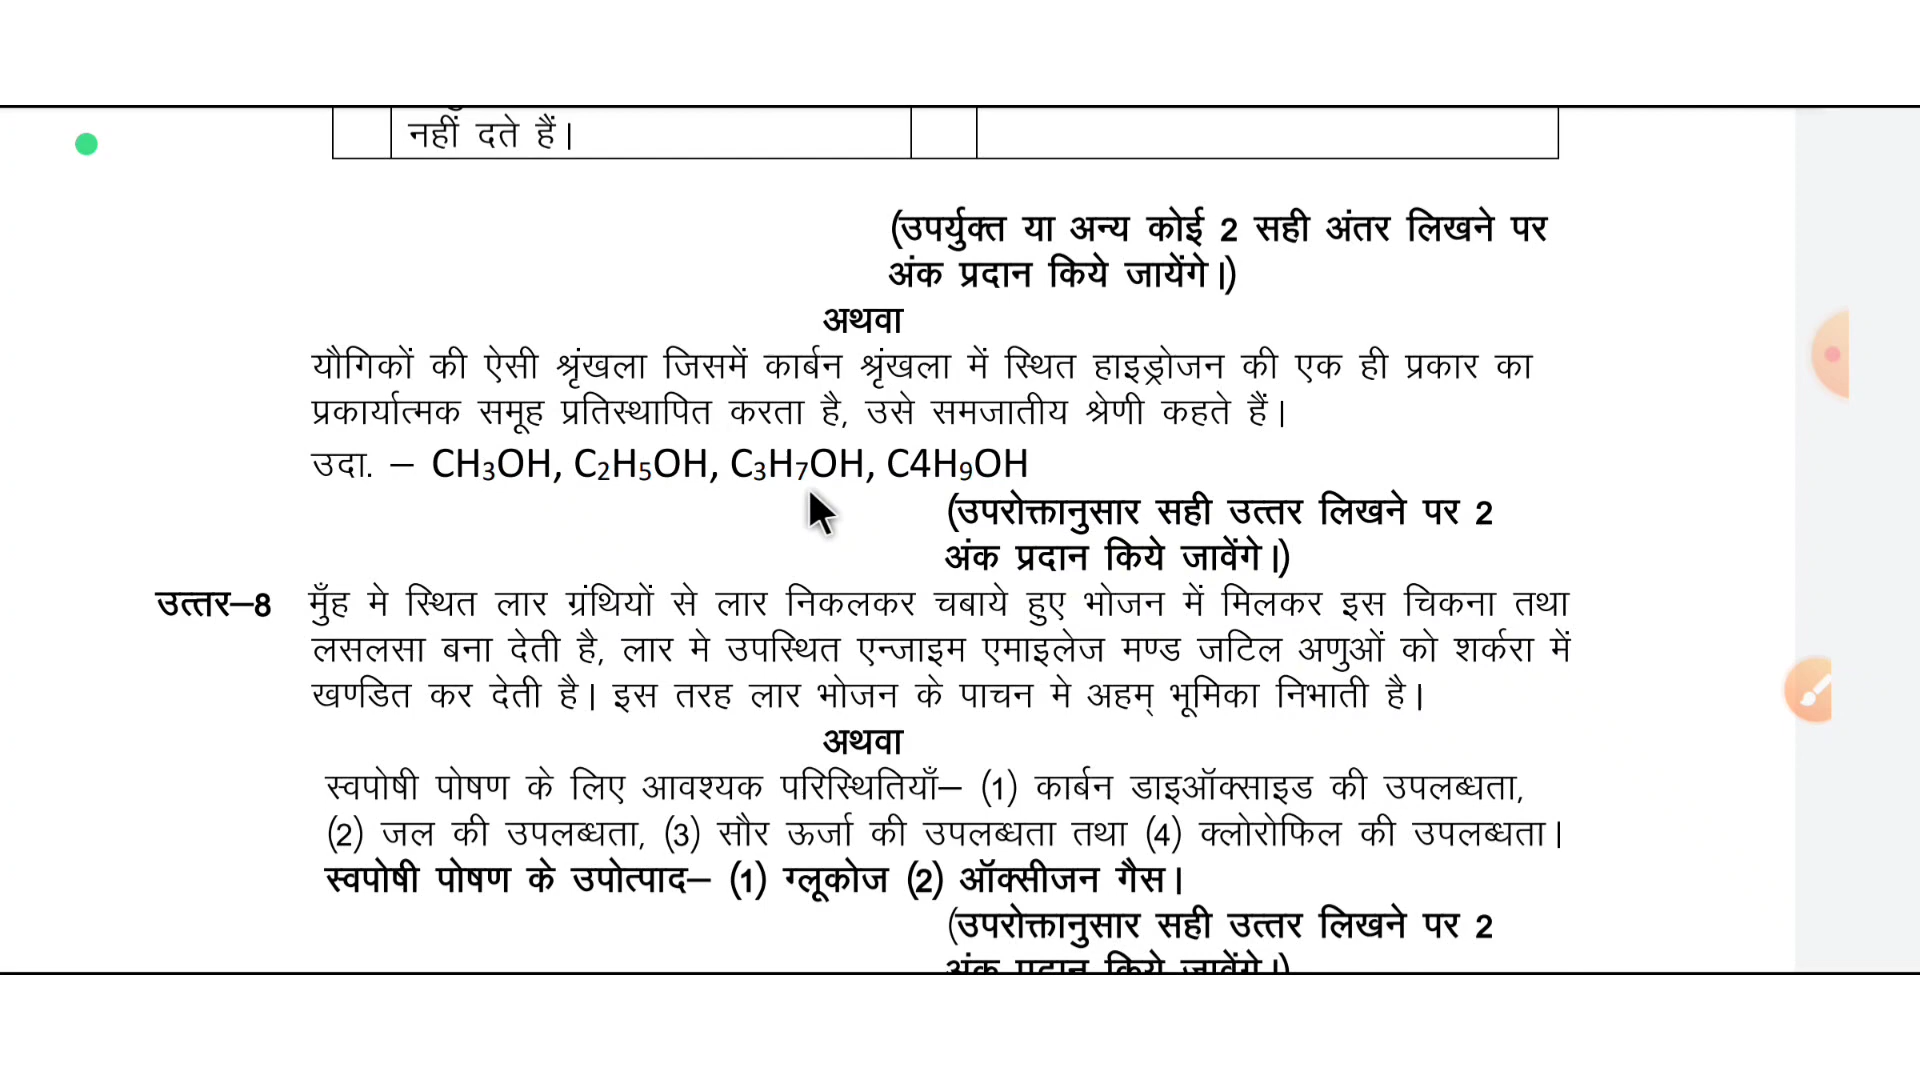 नहीं दते हैं।
(उपर्युक्त या अन्य कोई 2 सही अंतर लिखने पर
अंक प्रदान किये जायेंगे।)
अथवा
यौगिकों की ऐसी श्रृंखला जिसमें कार्बन श्रृंखला में स्थित हाइड्रोजन की एक ही प्रकार का
प्रकार्यात्मक समूह प्रतिस्थापित करता है, उसे समजातीय श्रेणी कहते हैं।
उदा. – CH₃OH, C₂H₅OH, C₃H₇OH, C4H₉OH
(उपरोक्तानुसार सही उत्तर लिखने पर 2
अंक प्रदान किये जावेंगे।)
उत्तर–8 मुँह मे स्थित लार ग्रंथियों से लार निकलकर चबाये हुए भोजन में मिलकर इस चिकना तथा
लसलसा बना देती है, लार मे उपस्थित एन्जाइम एमाइलेज मण्ड जटिल अणुओं को शर्करा में
खण्डित कर देती है। इस तरह लार भोजन के पाचन मे अहम् भूमिका निभाती है।
अथवा
स्वपोषी पोषण के लिए आवश्यक परिस्थितियाँ– (1) कार्बन डाइऑक्साइड की उपलब्धता,
(2) जल की उपलब्धता, (3) सौर ऊर्जा की उपलब्धता तथा (4) क्लोरोफिल की उपलब्धता।
स्वपोषी पोषण के उपोत्पाद– (1) ग्लूकोज (2) ऑक्सीजन गैस।
(उपरोक्तानुसार सही उत्तर लिखने पर 2
अंक प्रदान किये जावेंगे।)